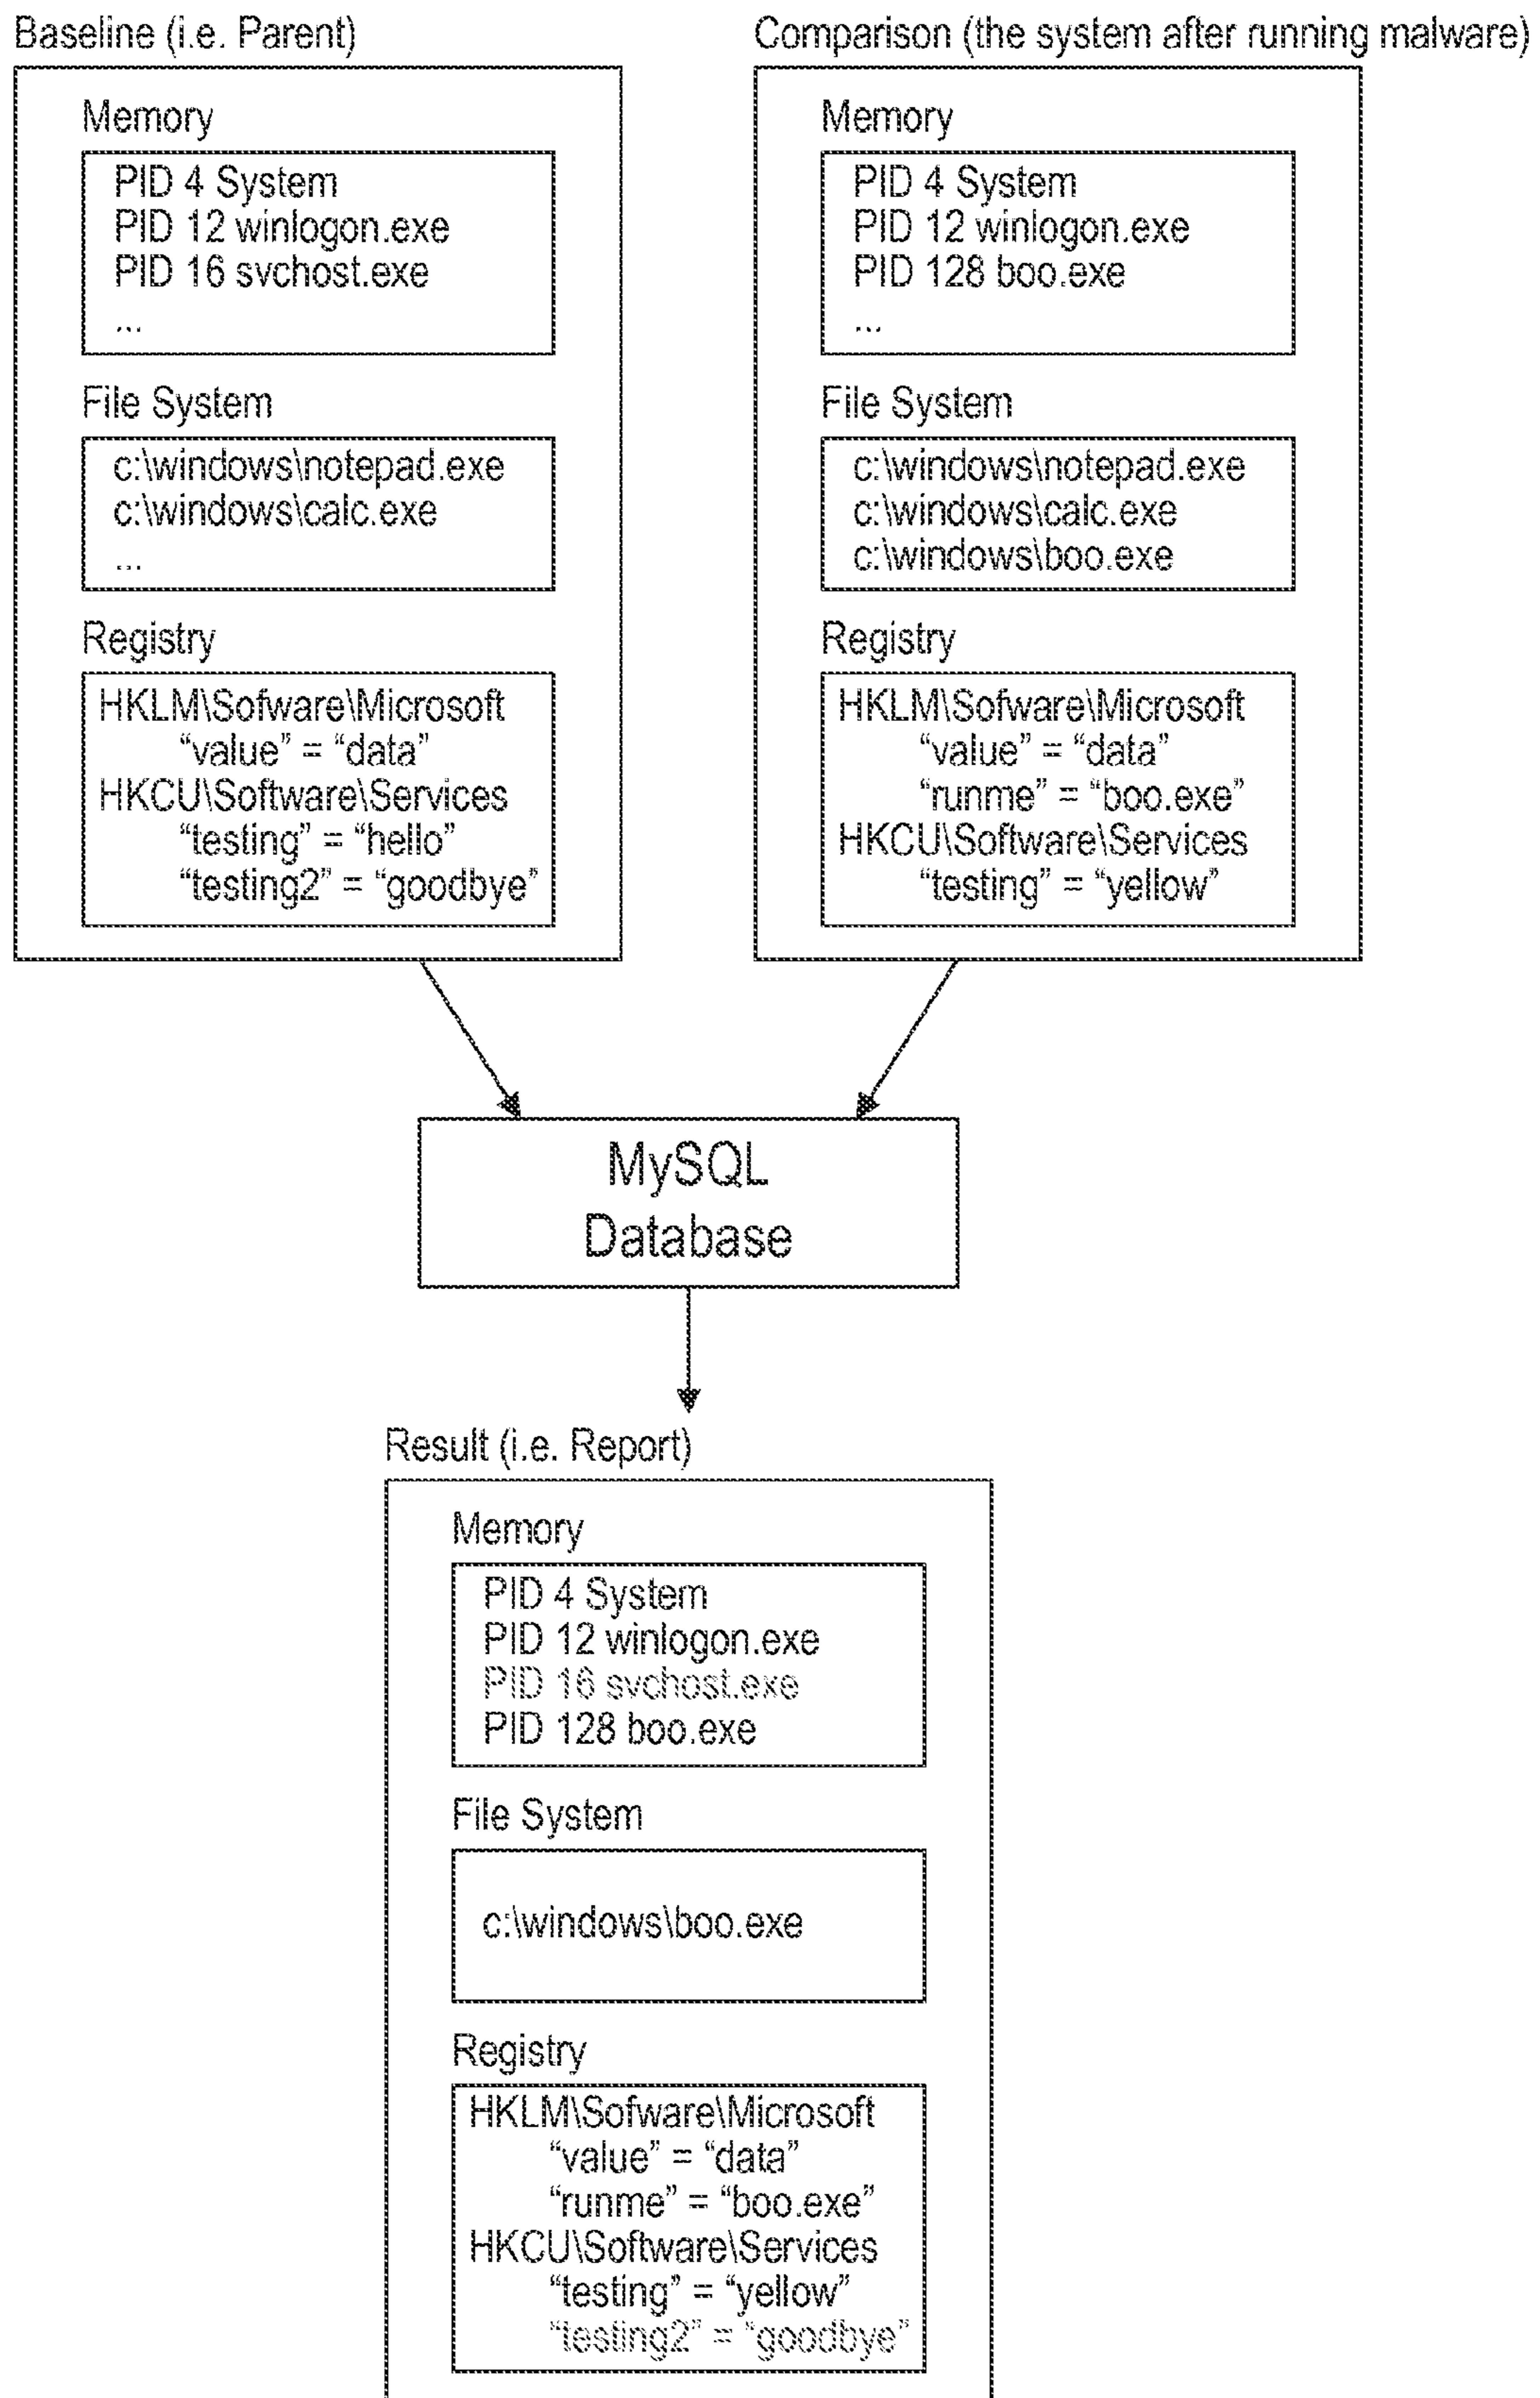 Baseline (i.e. Parent)
Memory
PID 4 System
PID 12 winlogon.exe
PID 16 svchost.exe
...
File System
c:\windows\notepad.exe
c:\windows\calc.exe
...
Registry
HKLM\Sofware\Microsoft
“value” = “data”
HKCU\Software\Services
“testing” = “hello”
“testing2” = “goodbye”
Comparison (the system after running malware)
Memory
PID 4 System
PID 12 winlogon.exe
PID 128 boo.exe
...
File System
c:\windows\notepad.exe
c:\windows\calc.exe
c:\windows\boo.exe
Registry
HKLM\Sofware\Microsoft
“value” = “data”
“runme” = “boo.exe”
HKCU\Software\Services
“testing” = “yellow”
MySQL
Database
Result (i.e. Report)
Memory
PID 4 System
PID 12 winlogon.exe
PID 16 svchost.exe
PID 128 boo.exe
File System
c:\windows\boo.exe
Registry
HKLM\Sofware\Microsoft
“value” = “data”
“runme” = “boo.exe”
HKCU\Software\Services
“testing” = “yellow”
“testing2” = “goodbye”